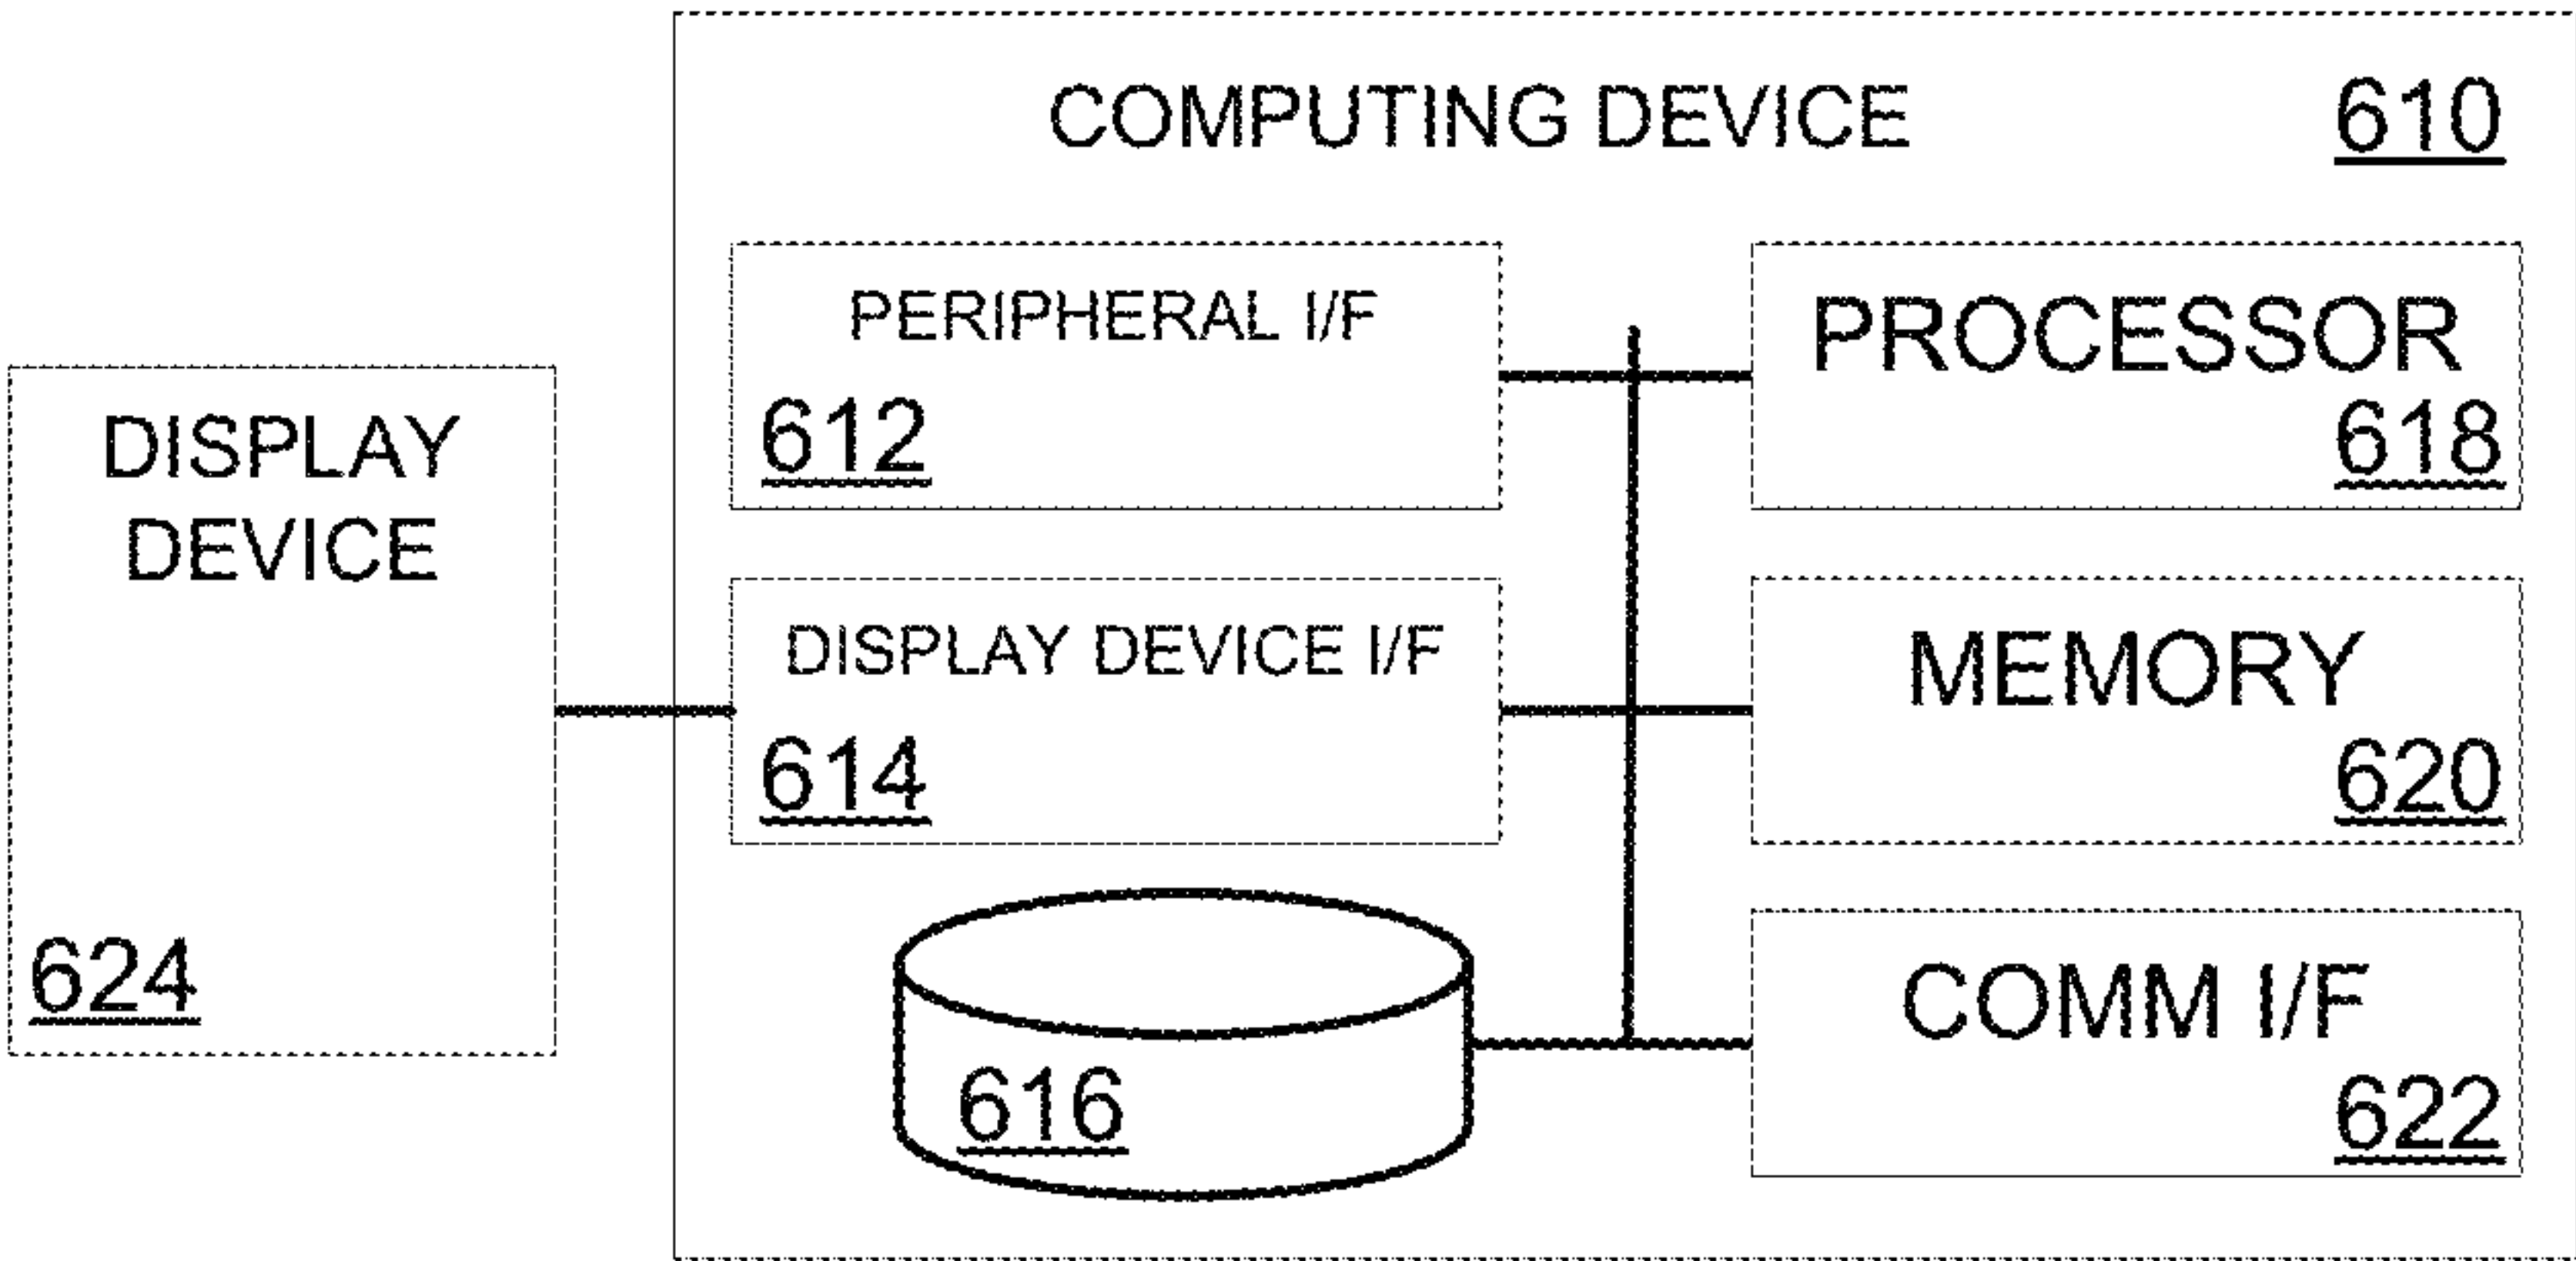 COMPUTING DEVICE 610
PERIPHERAL I/F
612
PROCESSOR
618
DISPLAY
DEVICE
624
DISPLAY DEVICE I/F
614
MEMORY
620
616
COMM I/F
622